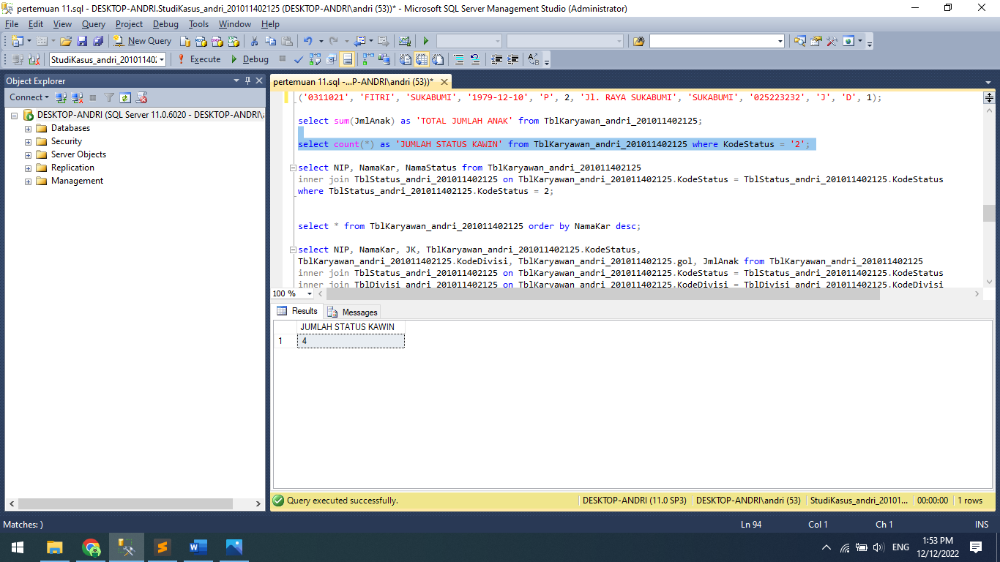 pertemuan 11.sql - DESKTOP-ANDRI.StudiKasus_andri_201011402125 (DESKTOP-ANDRI\andri (53))* - Microsoft SQL Server Management Studio (Administrator)
File Edit View Query Project Debug Tools Window Help
New Query
StudiKasus_andri_20101140 Execute Debug
Object Explorer
Connect
DESKTOP-ANDRI (SQL Server 11.0.6020 - DESKTOP-ANDRI\
Databases
Security
Server Objects
Replication
Management
pertemuan 11.sql -...P-ANDRI\andri (53))*
('0311021', 'FITRI', 'SUKABUMI', '1979-12-10', 'P', 2, 'Jl. RAYA SUKABUMI', 'SUKABUMI', '025223232', 'J', 'D', 1);
select sum(JmlAnak) as 'TOTAL JUMLAH ANAK' from TblKaryawan_andri_201011402125;
select count(*) as 'JUMLAH STATUS KAWIN' from TblKaryawan_andri_201011402125 where KodeStatus = '2';
select NIP, NamaKar, NamaStatus from TblKaryawan_andri_201011402125
inner join TblStatus_andri_201011402125 on TblKaryawan_andri_201011402125.KodeStatus = TblStatus_andri_201011402125.KodeStatus
where TblStatus_andri_201011402125.KodeStatus = 2;
select * from TblKaryawan_andri_201011402125 order by NamaKar desc;
select NIP, NamaKar, JK, TblKaryawan_andri_201011402125.KodeStatus,
TblKaryawan_andri_201011402125.KodeDivisi, TblKaryawan_andri_201011402125.gol, JmlAnak from TblKaryawan_andri_201011402125
inner join TblStatus_andri_201011402125 on TblKaryawan_andri_201011402125.KodeStatus = TblStatus_andri_201011402125.KodeStatus
inner join TblDivisi_andri_201011402125 on TblKaryawan_andri_201011402125.KodeDivisi = TblDivisi_andri_201011402125.KodeDivisi
100 %
Results Messages
JUMLAH STATUS KAWIN
1 4
Query executed successfully. DESKTOP-ANDRI (11.0 SP3) DESKTOP-ANDRI\andri (53) StudiKasus_andri_20101... 00:00:00 1 rows
Matches: ) Ln 94 Col 1 Ch 1 INS
ENG
1:53 PM
12/12/2022